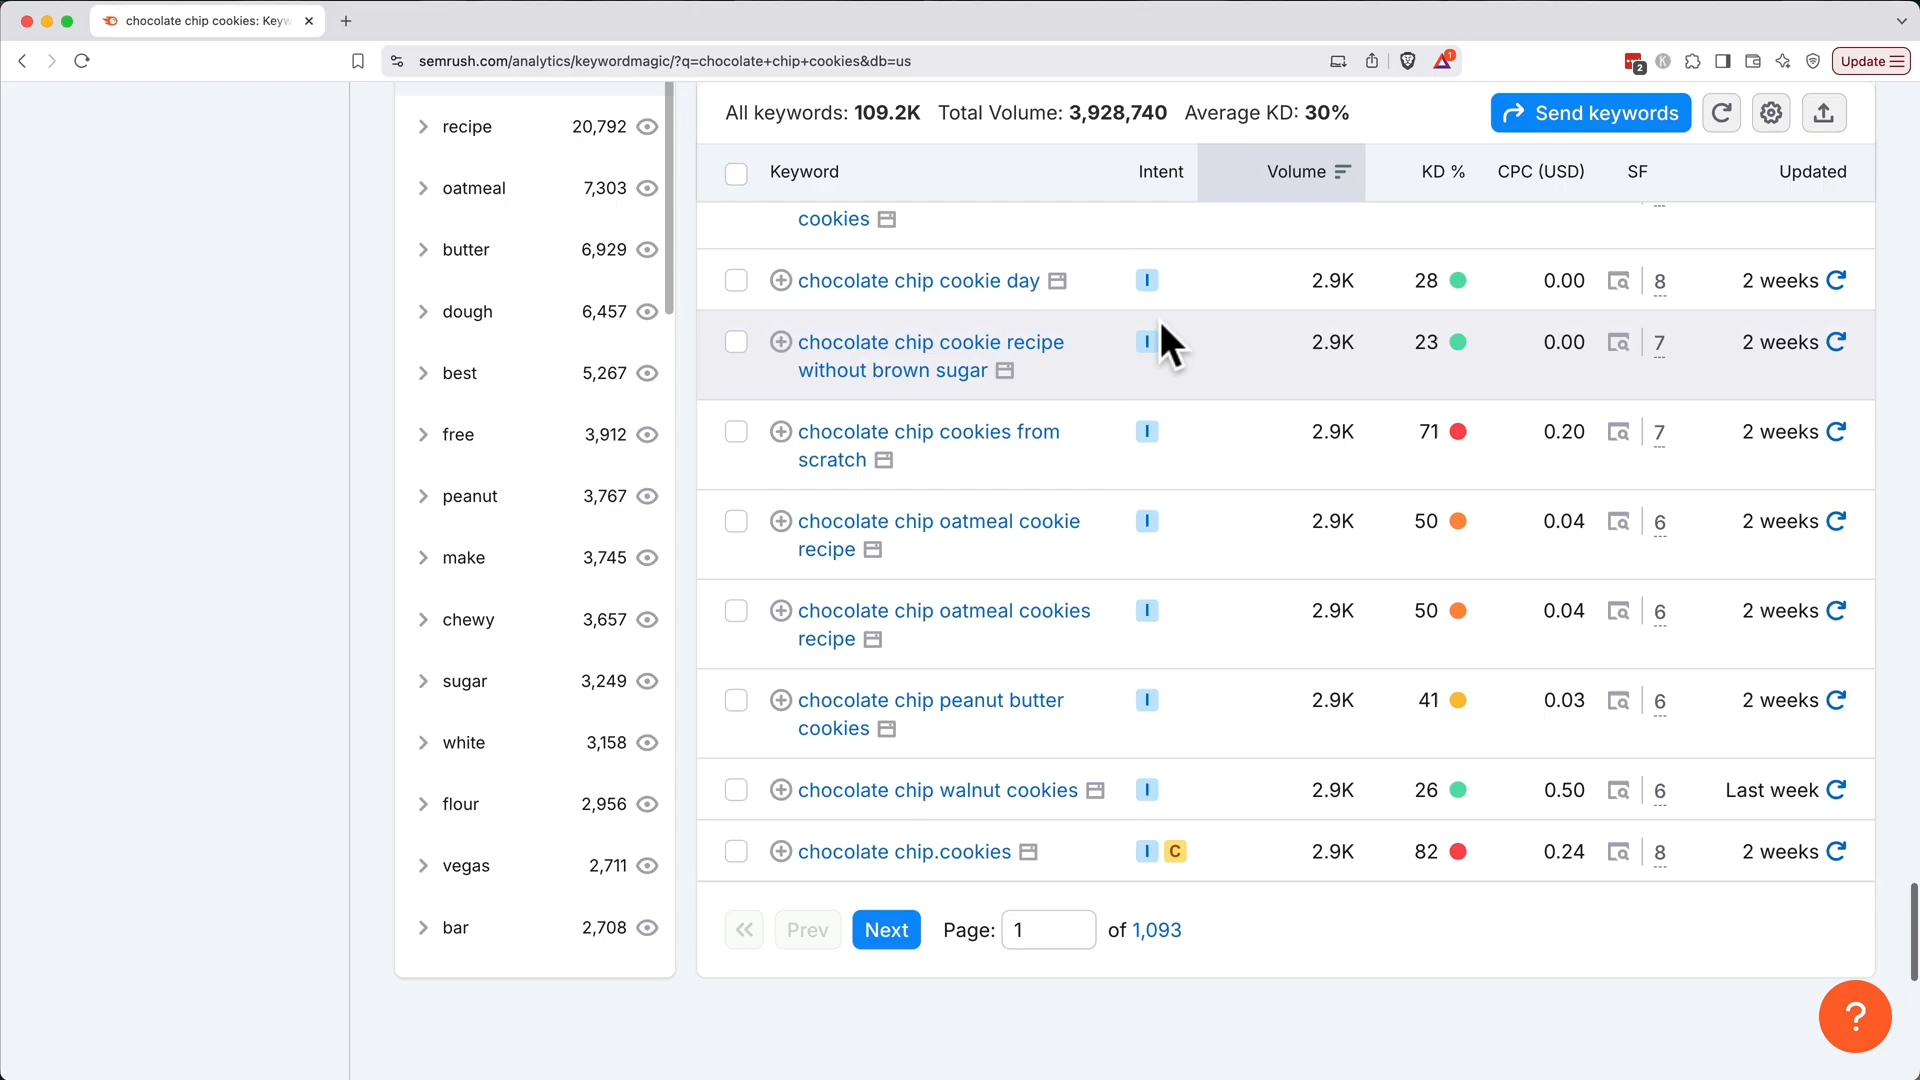 chocolate chip cookies: Keyw
semrush.com/analytics/keywordmagic/?q=chocolate+chip+cookies&db=us
1
2
K
Update
recipe 20,792
oatmeal 7,303
butter 6,929
dough 6,457
best 5,267
free 3,912
peanut 3,767
make 3,745
chewy 3,657
sugar 3,249
white 3,158
flour 2,956
vegas 2,711
bar 2,708
All keywords: 109.2K Total Volume: 3,928,740 Average KD: 30%
Send keywords
Keyword Intent Volume KD % CPC (USD) SF Updated
cookies
chocolate chip cookie day I 2.9K 28 0.00 8 2 weeks
chocolate chip cookie recipe I 2.9K 23 0.00 7 2 weeks
without brown sugar
chocolate chip cookies from I 2.9K 71 0.20 7 2 weeks
scratch
chocolate chip oatmeal cookie I 2.9K 50 0.04 6 2 weeks
recipe
chocolate chip oatmeal cookies I 2.9K 50 0.04 6 2 weeks
recipe
chocolate chip peanut butter I 2.9K 41 0.03 6 2 weeks
cookies
chocolate chip walnut cookies I 2.9K 26 0.50 6 Last week
chocolate chip.cookies I C 2.9K 82 0.24 8 2 weeks
Prev Next Page: 1 of 1,093
?